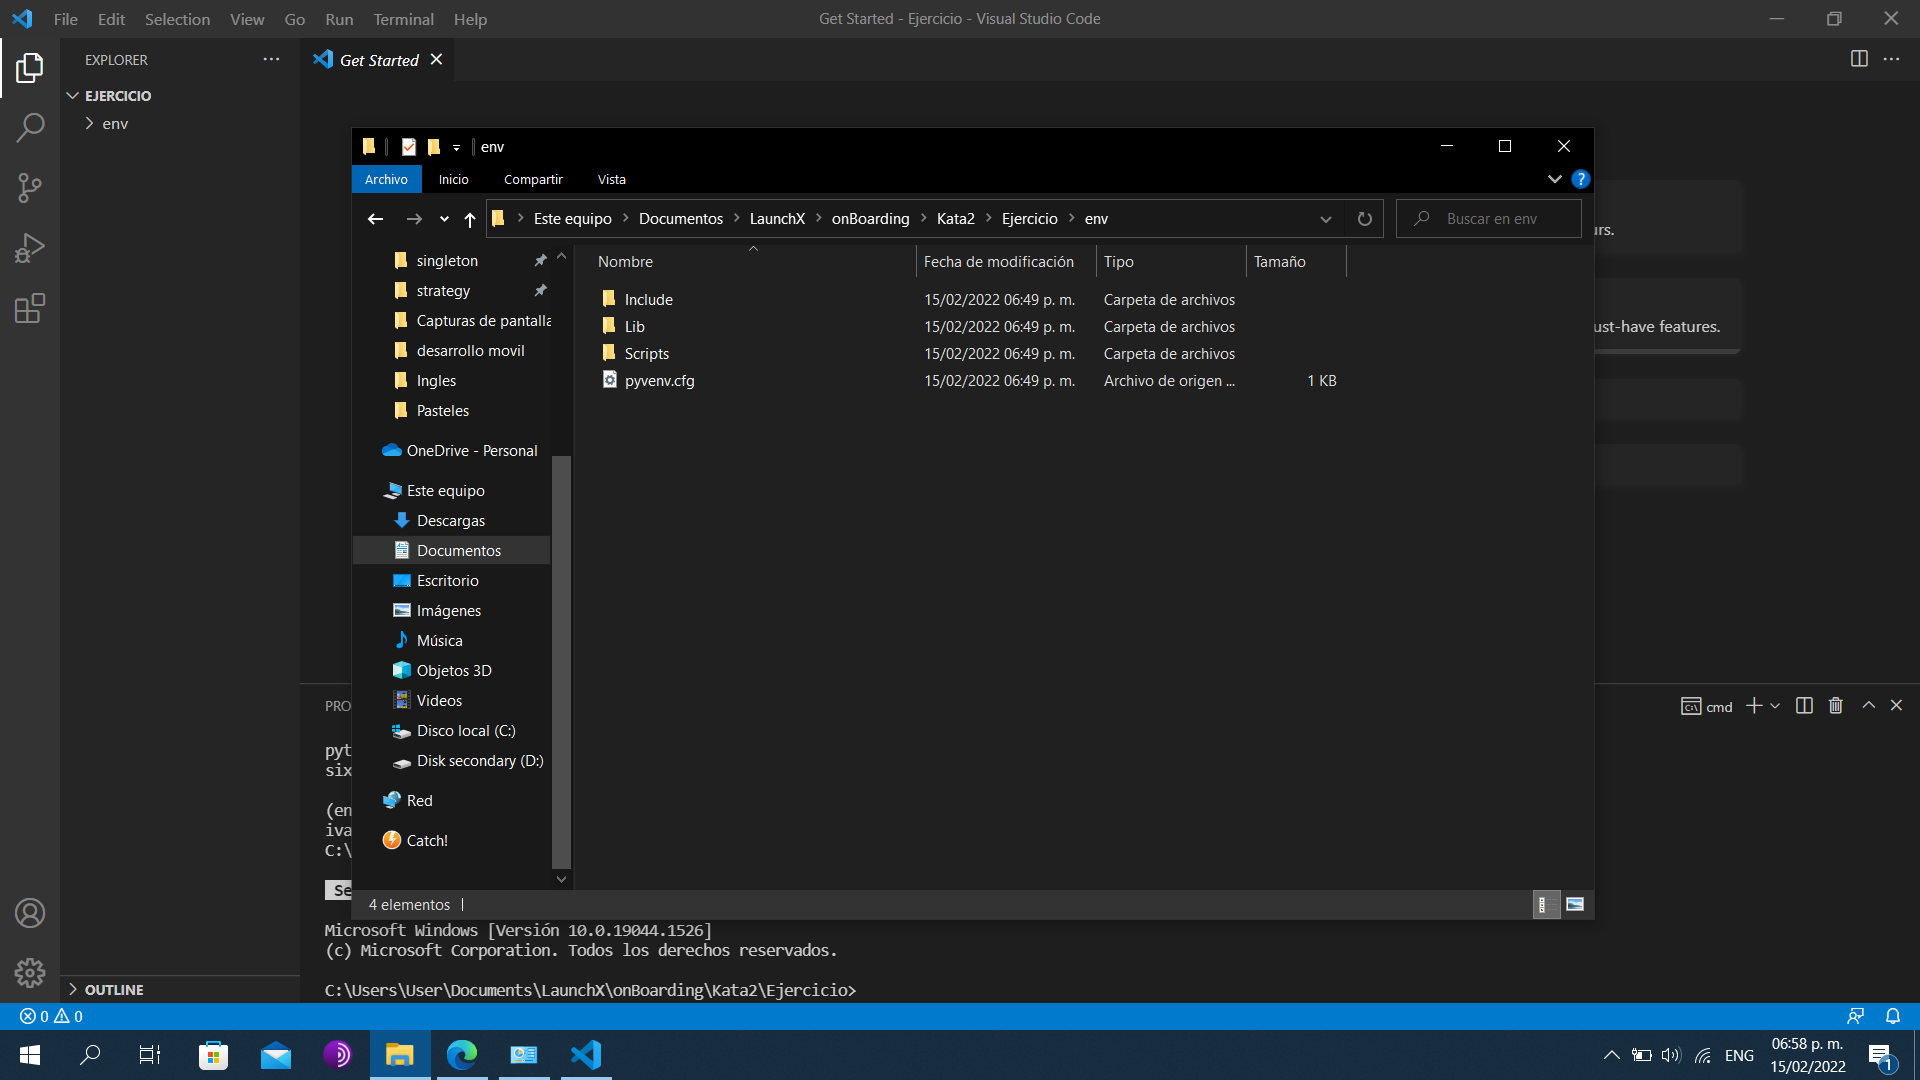 File Edit Selection View Go Run Terminal Help
Get Started - Ejercicio - Visual Studio Code
EXPLORER
Get Started
EJERCICIO
env
env
Archivo Inicio Compartir Vista
Este equipo Documentos LaunchX onBoarding Kata2 Ejercicio env
Buscar en env
Nombre Fecha de modificación Tipo Tamaño
Include 15/02/2022 06:49 p. m. Carpeta de archivos
Lib 15/02/2022 06:49 p. m. Carpeta de archivos
Scripts 15/02/2022 06:49 p. m. Carpeta de archivos
pyvenv.cfg 15/02/2022 06:49 p. m. Archivo de origen ... 1 KB
singleton
strategy
Capturas de pantalla
desarrollo movil
Ingles
Pasteles
OneDrive - Personal
Este equipo
Descargas
Documentos
Escritorio
Imágenes
Música
Objetos 3D
Videos
Disco local (C:)
Disk secondary (D:)
Red
Catch!
4 elementos
urs.
ust-have features.
PRO
cmd
pyt
six
(en
iva
C:\
Se
Microsoft Windows [Versión 10.0.19044.1526]
(c) Microsoft Corporation. Todos los derechos reservados.
C:\Users\User\Documents\LaunchX\onBoarding\Kata2\Ejercicio>
OUTLINE
0 0
ENG
06:58 p. m.
15/02/2022
1